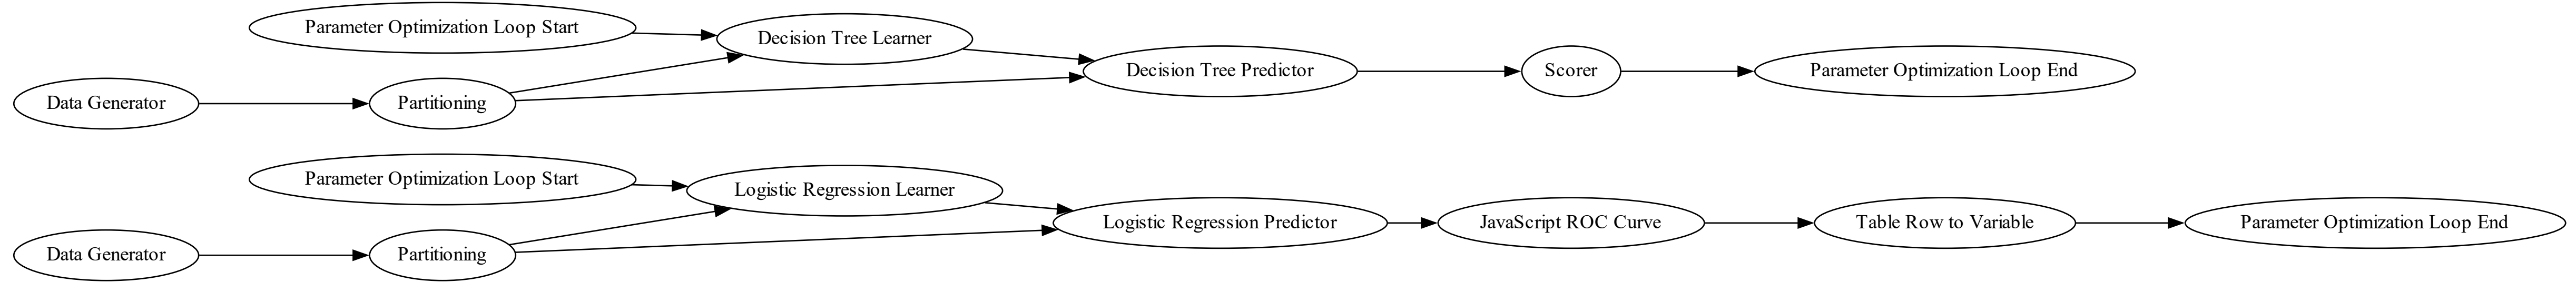 Parameter Optimization Loop Start
Decision Tree Learner
Data Generator
Partitioning
Decision Tree Predictor
Scorer
Parameter Optimization Loop End
Parameter Optimization Loop Start
Logistic Regression Learner
Data Generator
Partitioning
Logistic Regression Predictor
JavaScript ROC Curve
Table Row to Variable
Parameter Optimization Loop End